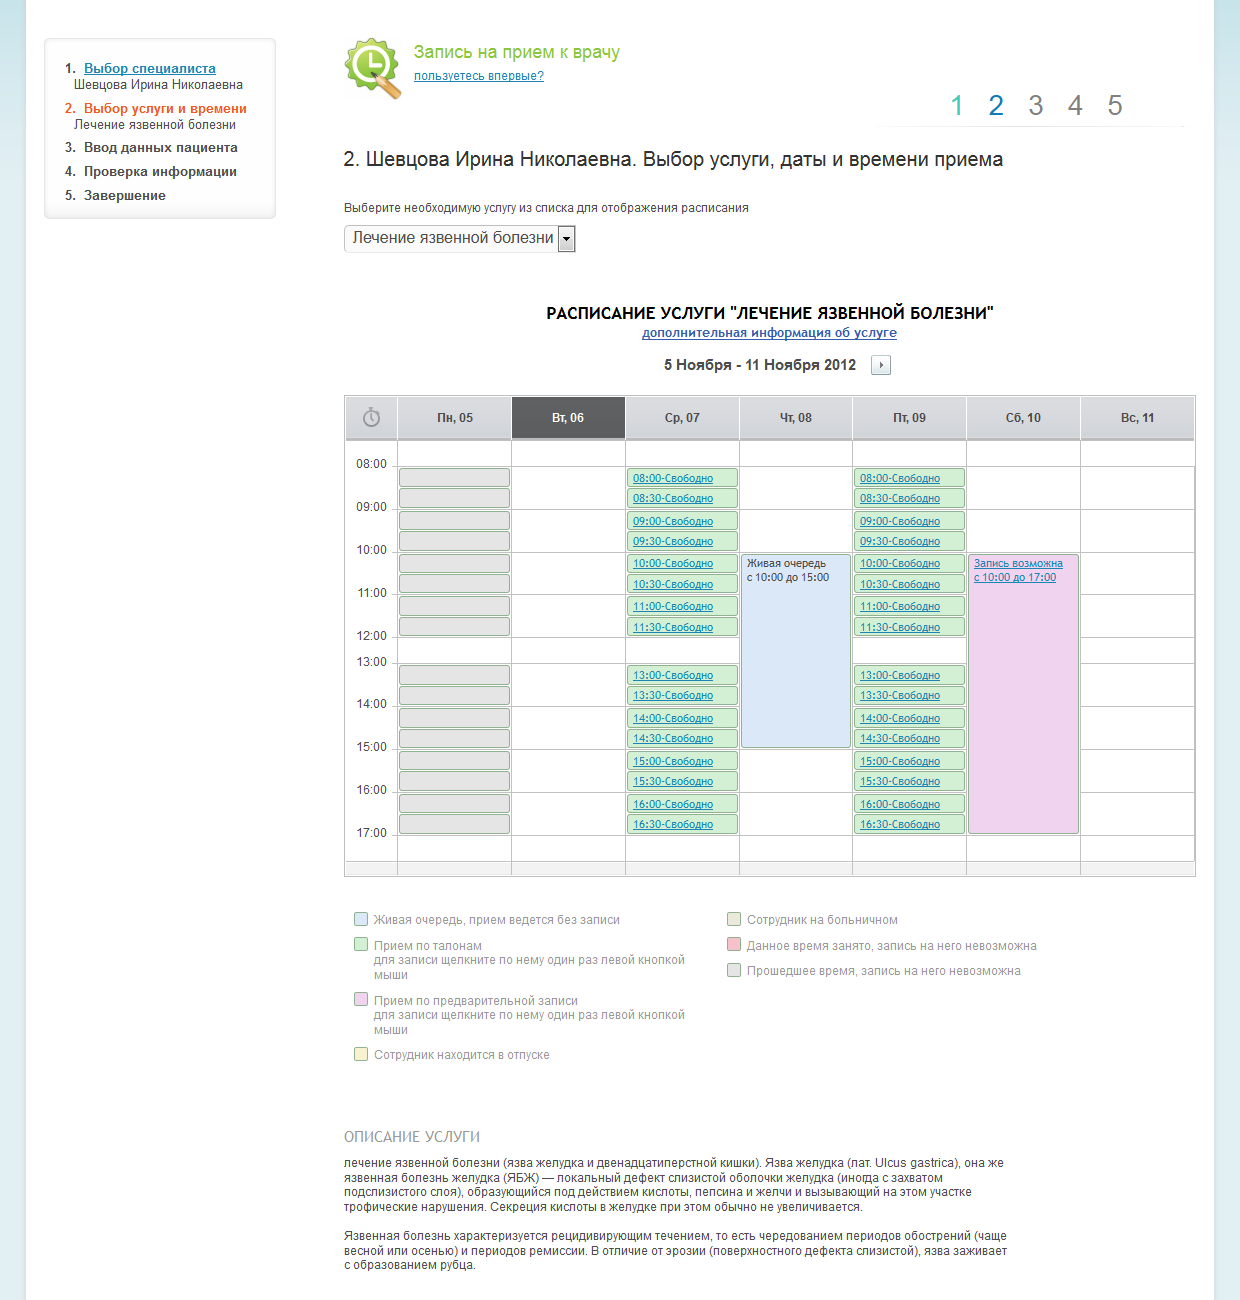 1. Выбор специалиста
Шевцова Ирина Николаевна
2. Выбор услуги и времени
Лечение язвенной болезни
3. Ввод данных пациента
4. Проверка информации
5. Завершение
Запись на прием к врачу
пользуетесь впервые?
1 2 3 4 5
2. Шевцова Ирина Николаевна. Выбор услуги, даты и времени приема
Выберите необходимую услугу из списка для отображения расписания
Лечение язвенной болезни
РАСПИСАНИЕ УСЛУГИ "ЛЕЧЕНИЕ ЯЗВЕННОЙ БОЛЕЗНИ"
дополнительная информация об услуге
5 Ноября - 11 Ноября 2012
Пн, 05 Вт, 06 Ср, 07 Чт, 08 Пт, 09 Сб, 10 Вс, 11
08:00
08:00-Свободно 08:00-Свободно
08:30-Свободно 08:30-Свободно
09:00
09:00-Свободно 09:00-Свободно
09:30-Свободно 09:30-Свободно
10:00
10:00-Свободно Живая очередь 10:00-Свободно Запись возможна
с 10:00 до 15:00 с 10:00 до 17:00
10:30-Свободно 10:30-Свободно
11:00
11:00-Свободно 11:00-Свободно
11:30-Свободно 11:30-Свободно
12:00
13:00
13:00-Свободно 13:00-Свободно
13:30-Свободно 13:30-Свободно
14:00
14:00-Свободно 14:00-Свободно
14:30-Свободно 14:30-Свободно
15:00
15:00-Свободно 15:00-Свободно
15:30-Свободно 15:30-Свободно
16:00
16:00-Свободно 16:00-Свободно
16:30-Свободно 16:30-Свободно
17:00
Живая очередь, прием ведется без записи
Прием по талонам
для записи щелкните по нему один раз левой кнопкой
мыши
Прием по предварительной записи
для записи щелкните по нему один раз левой кнопкой
мыши
Сотрудник находится в отпуске
Сотрудник на больничном
Данное время занято, запись на него невозможна
Прошедшее время, запись на него невозможна
ОПИСАНИЕ УСЛУГИ
лечение язвенной болезни (язва желудка и двенадцатиперстной кишки). Язва желудка (лат. Ulcus gastrica), она же
язвенная болезнь желудка (ЯБЖ) — локальный дефект слизистой оболочки желудка (иногда с захватом
подслизистого слоя), образующийся под действием кислоты, пепсина и желчи и вызывающий на этом участке
трофические нарушения. Секреция кислоты в желудке при этом обычно не увеличивается.
Язвенная болезнь характеризуется рецидивирующим течением, то есть чередованием периодов обострений (чаще
весной или осенью) и периодов ремиссии. В отличие от эрозии (поверхностного дефекта слизистой), язва заживает
с образованием рубца.